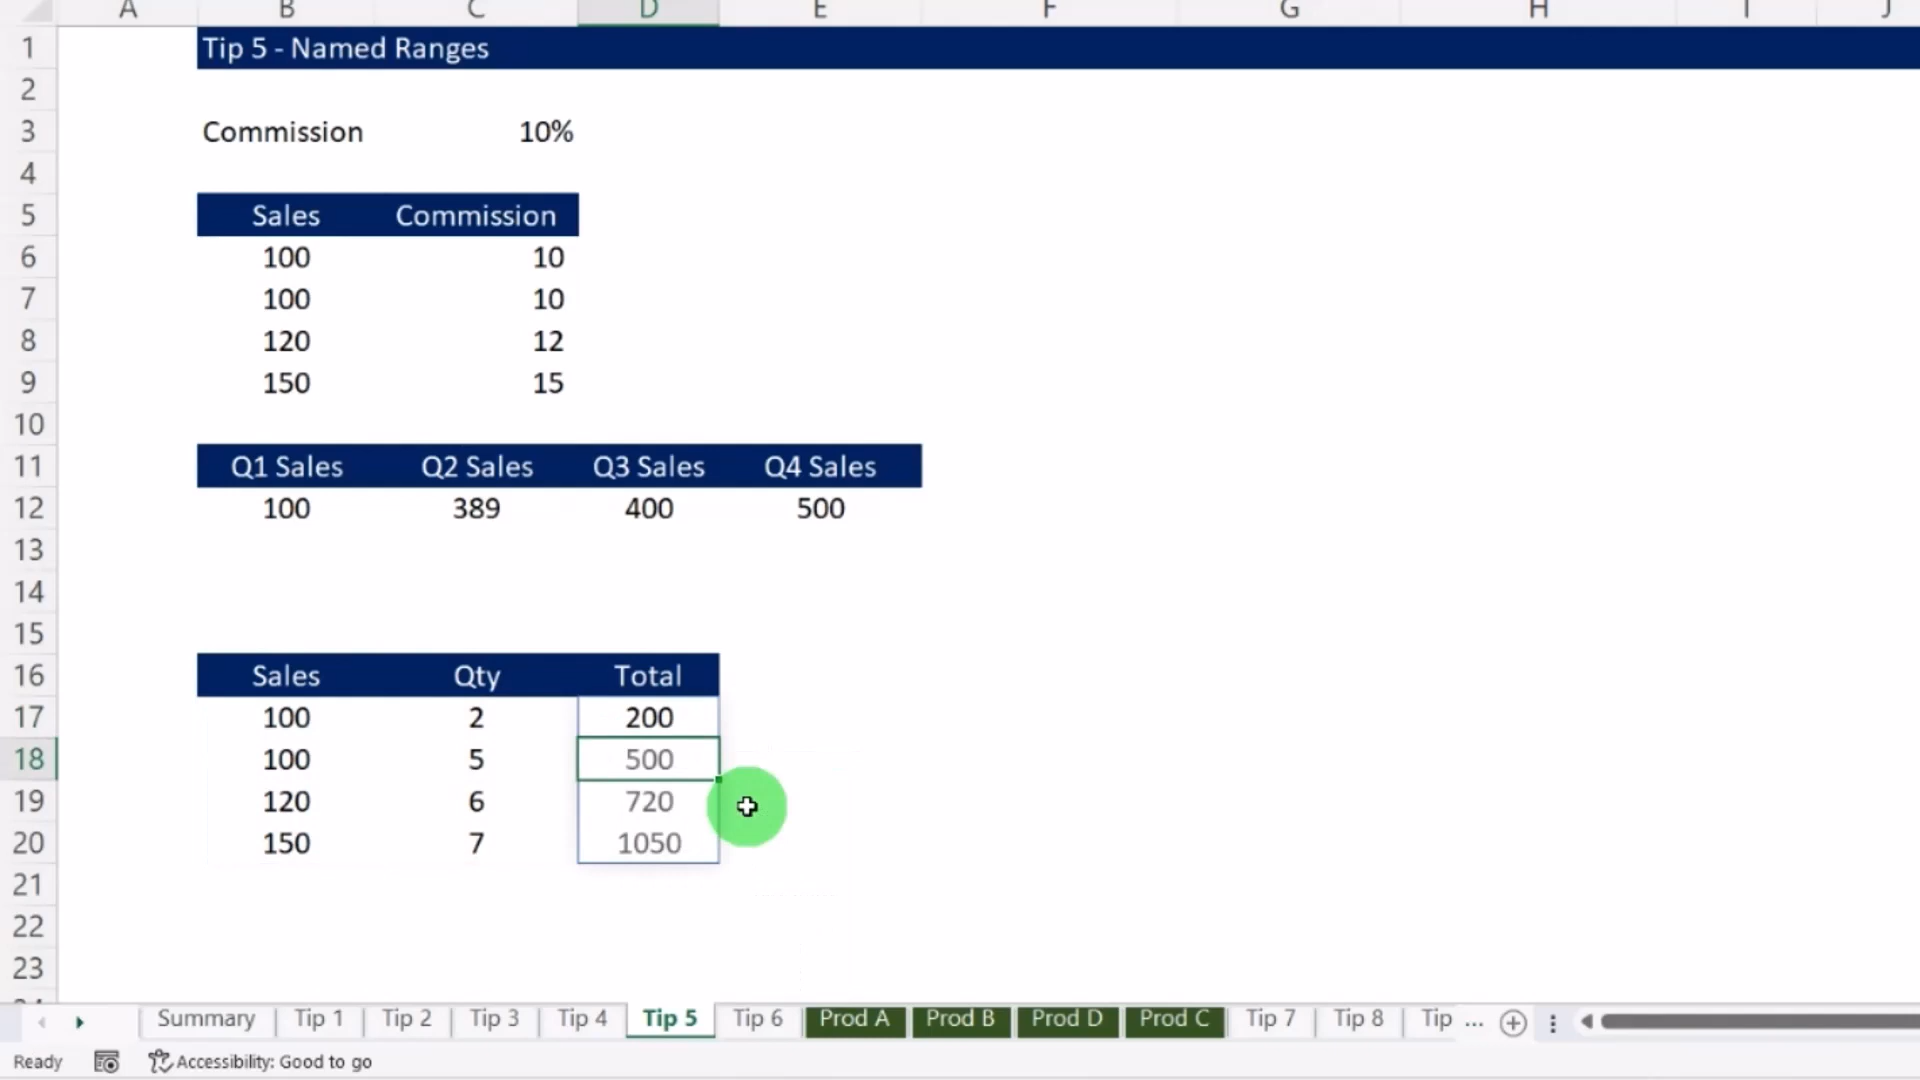 A B C D E F G H I J
1 Tip 5 - Named Ranges
2
3 Commission 10%
4
5 Sales Commission
6 100 10
7 100 10
8 120 12
9 150 15
10
11 Q1 Sales Q2 Sales Q3 Sales Q4 Sales
12 100 389 400 500
13
14
15
16 Sales Qty Total
17 100 2 200
18 100 5 500
19 120 6 720
20 150 7 1050
21
22
23
Summary Tip 1 Tip 2 Tip 3 Tip 4 Tip 5 Tip 6 Prod A Prod B Prod D Prod C Tip 7 Tip 8 Tip ...
Ready Accessibility: Good to go